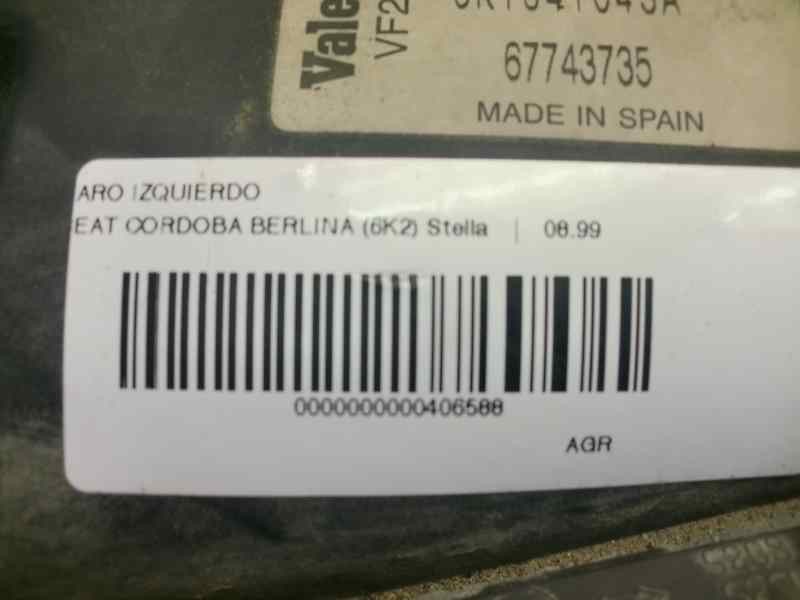 Vale
VF2
67743735
MADE IN SPAIN
ARO IZQUIERDO
EAT CORDOBA BERLINA (6K2) Stella | 08.99
0000000000406588
AGR